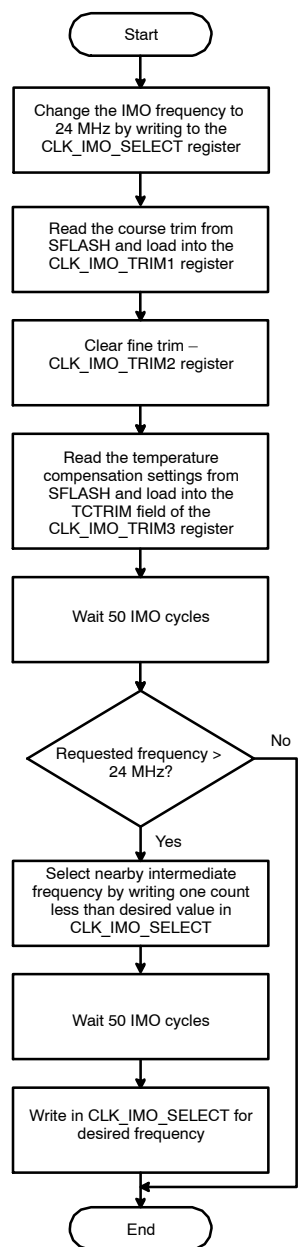 Start
Change the IMO frequency to
24 MHz by writing to the
CLK_IMO_SELECT register
Read the course trim from
SFLASH and load into the
CLK_IMO_TRIM1 register
Clear fine trim –
CLK_IMO_TRIM2 register
Read the temperature
compensation settings from
SFLASH and load into the
TCTRIM field of the
CLK_IMO_TRIM3 register
Wait 50 IMO cycles
Requested frequency >
24 MHz?
No
Yes
Select nearby intermediate
frequency by writing one count
less than desired value in
CLK_IMO_SELECT
Wait 50 IMO cycles
Write in CLK_IMO_SELECT for
desired frequency
End